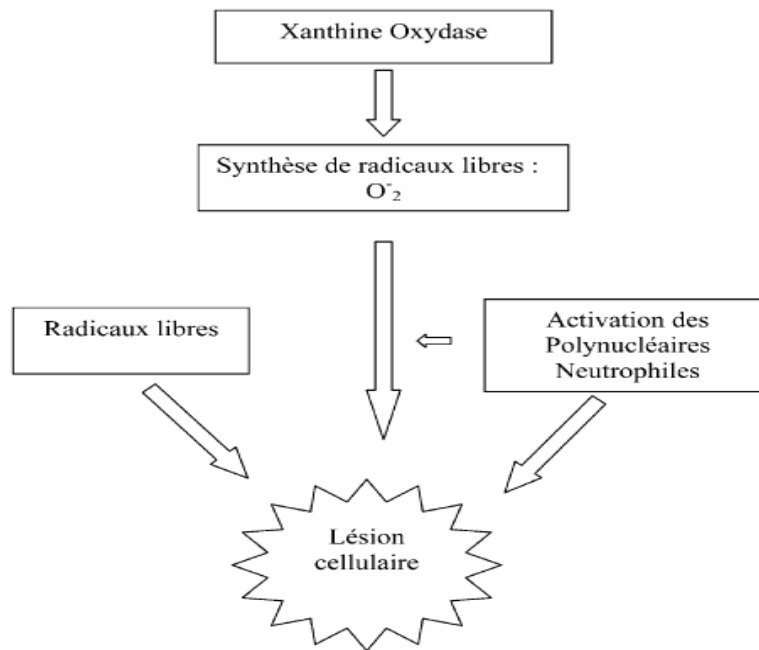 Xanthine Oxydase
Synthèse de radicaux libres :
O⁻₂
Radicaux libres
Activation des
Polynucléaires
Neutrophiles
Lésion
cellulaire